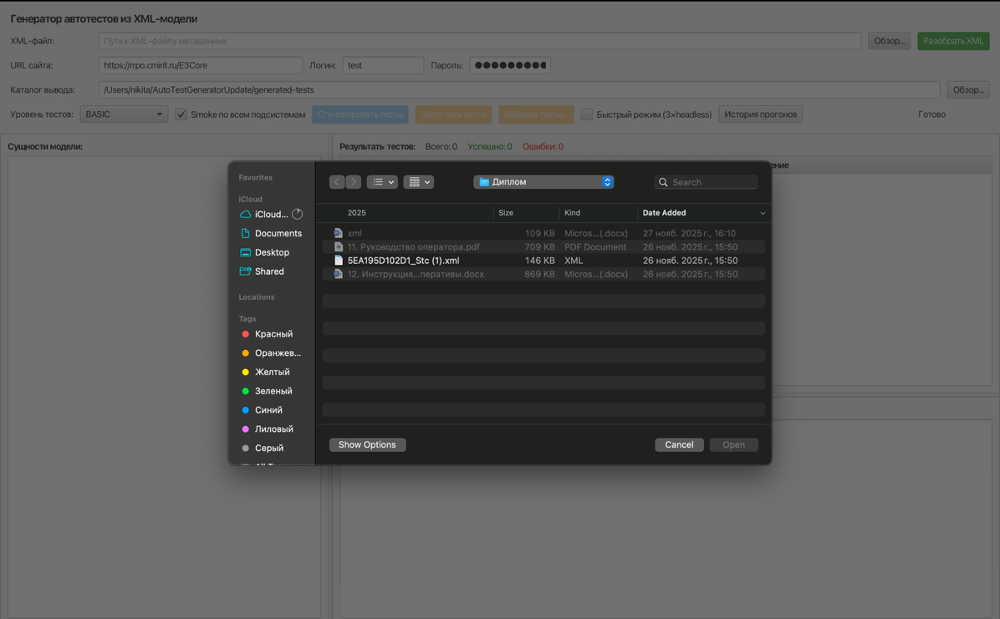 Генератор автотестов из XML-модели
XML-файл: Путь к XML-файлу метаданных Обзор... Разобрать XML
URL сайта: https://rrpo.cmirit.ru/E3Core Логин: test Пароль: ●●●●●●●●●
Каталог вывода: /Users/nikita/AutoTestGeneratorUpdate/generated-tests Обзор...
Уровень тестов: BASIC Smoke по всем подсистемам Сгенерировать тесты Запустить тесты Выбрать тесты... Быстрый режим (3×headless) История прогонов Готово
Сущности модели: Результаты тестов: Всего: 0 Успешно: 0 Ошибки: 0
ение
Favorites
iCloud
iCloud...
Documents
Desktop
Shared
Locations
Tags
Красный
Оранжев...
Желтый
Зеленый
Синий
Лиловый
Серый
Диплом Search
2025 Size Kind Date Added
xml 109 KB Micros...(.docx) 27 нояб. 2025 г., 16:10
11. Руководство оператора.pdf 709 KB PDF Document 26 нояб. 2025 г., 15:50
5EA195D102D1_Stc (1).xml 146 KB XML 26 нояб. 2025 г., 15:50
12. Инструкция...перативы.docx 869 KB Micros...(.docx) 26 нояб. 2025 г., 15:50
Show Options Cancel Open